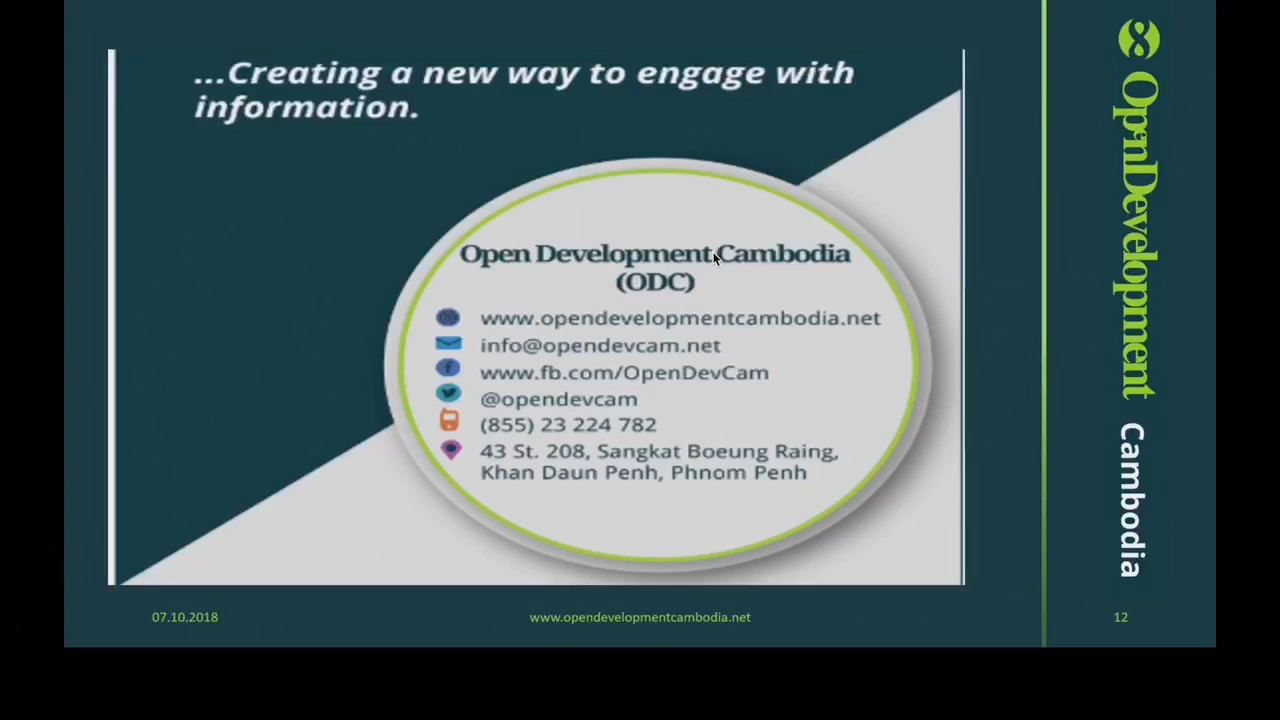 ...Creating a new way to engage with
information.
Open Development Cambodia
(ODC)
www.opendevelopmentcambodia.net
info@opendevcam.net
www.fb.com/OpenDevCam
@opendevcam
(855) 23 224 782
43 St. 208, Sangkat Boeung Raing,
Khan Daun Penh, Phnom Penh
07.10.2018
www.opendevelopmentcambodia.net
12
OpenDevelopment Cambodia